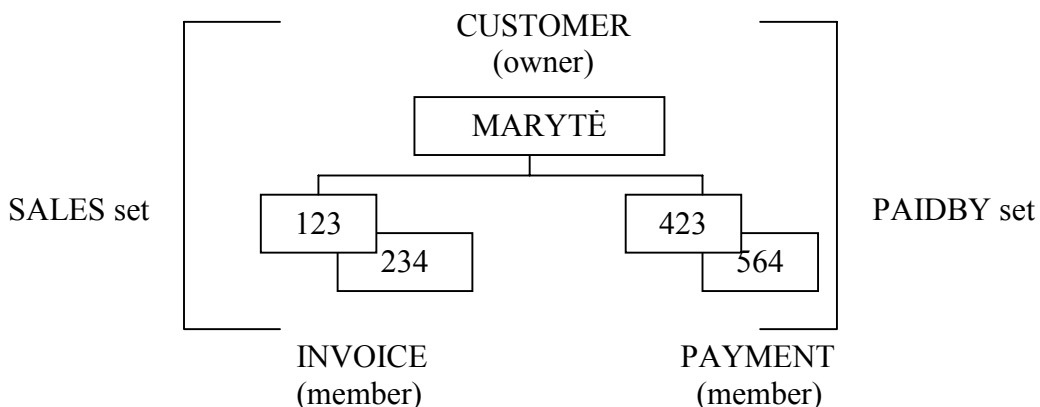 CUSTOMER
(owner)
MARYTĖ
SALES set
123
423
PAIDBY set
234
564
INVOICE
(member)
PAYMENT
(member)